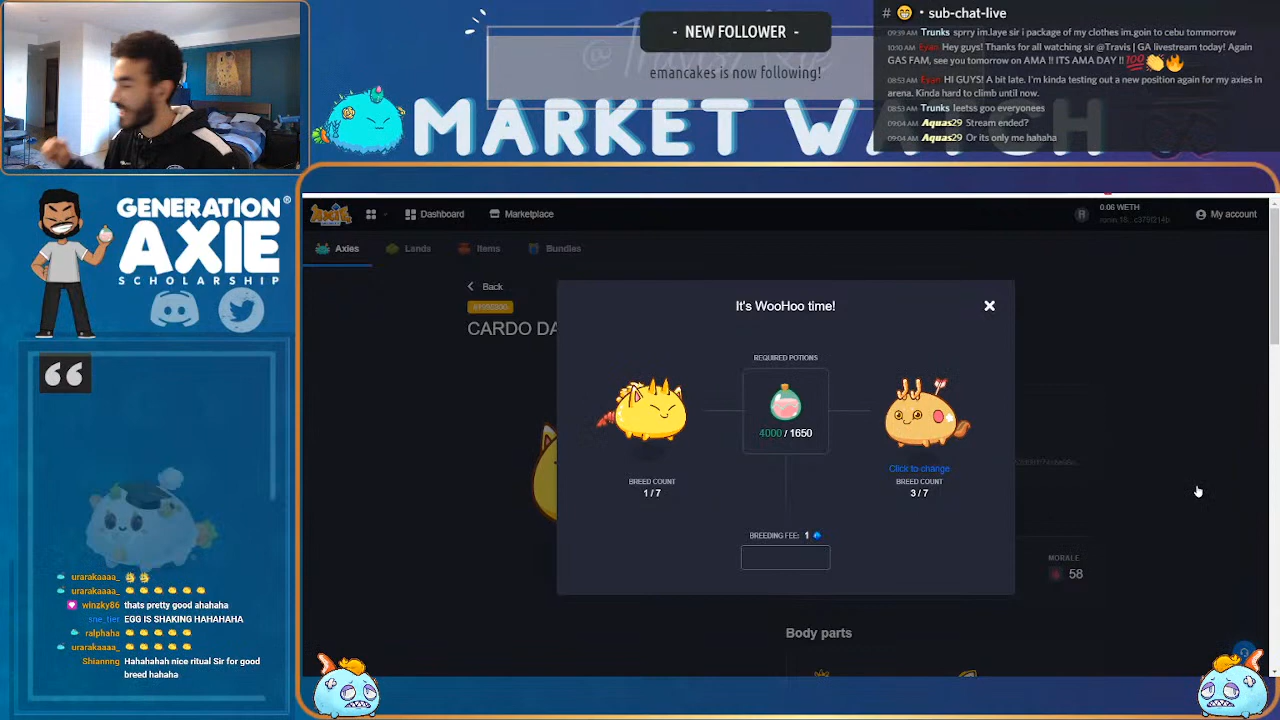 - NEW FOLLOWER -
emancakes is now following!
MARKET W
# 😁 • sub-chat-live
09:39 AM Trunks sprry im.laye sir i package of my clothes im.goin to cebu tommorrow
10:10 AM Eyan Hey guys! Thanks for all watching sir @Travis | GA livestream today! Again
GAS FAM, see you tomorrow on AMA !! ITS AMA DAY !! 💯👏🔥
08:53 AM Eyan HI GUYS! A bit late. I'm kinda testing out a new position again for my axies in
arena. Kinda hard to climb until now.
08:53 AM Trunks leetss goo everyonees
09:04 AM Aquas29 Stream ended?
09:04 AM Aquas29 Or its only me hahaha
GENERATION®
AXIE
SCHOLARSHIP
AXIE
Dashboard
Marketplace
0.06 WETH
My account
Axies
Lands
Items
Bundles
Back
CARDO DA
It's WooHoo time!
REQUIRED POTIONS
4000 / 1650
Click to change
BREED COUNT
1 / 7
BREED COUNT
3 / 7
BREEDING FEE: 1
MORALE
58
Body parts
urarakaaaa_
urarakaaaa_
winzky86 thats pretty good ahahaha
sne_tier EGG IS SHAKING HAHAHAHA
ralphaha
urarakaaaa_
Shiannng Hahahahah nice ritual Sir for good
breed hahaha